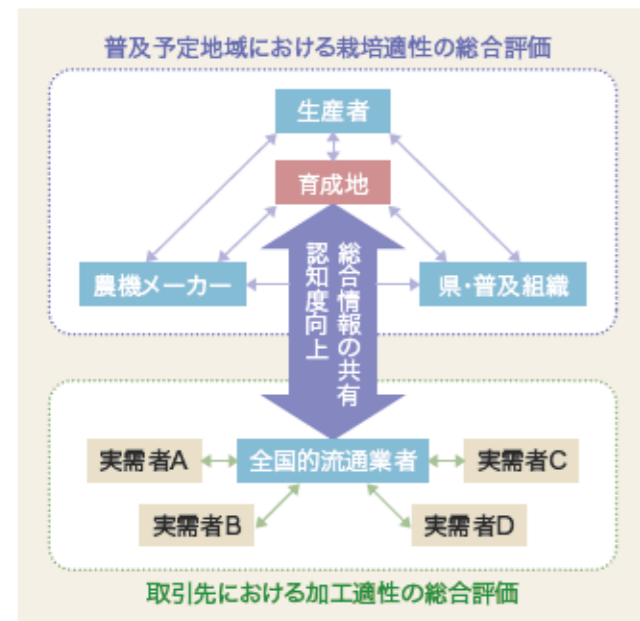 普及予定地域における栽培適性の総合評価
生産者
育成地
農機メーカー
県・普及組織
総合情報の共有
認知度向上
実需者A
全国的流通業者
実需者C
実需者B
実需者D
取引先における加工適性の総合評価